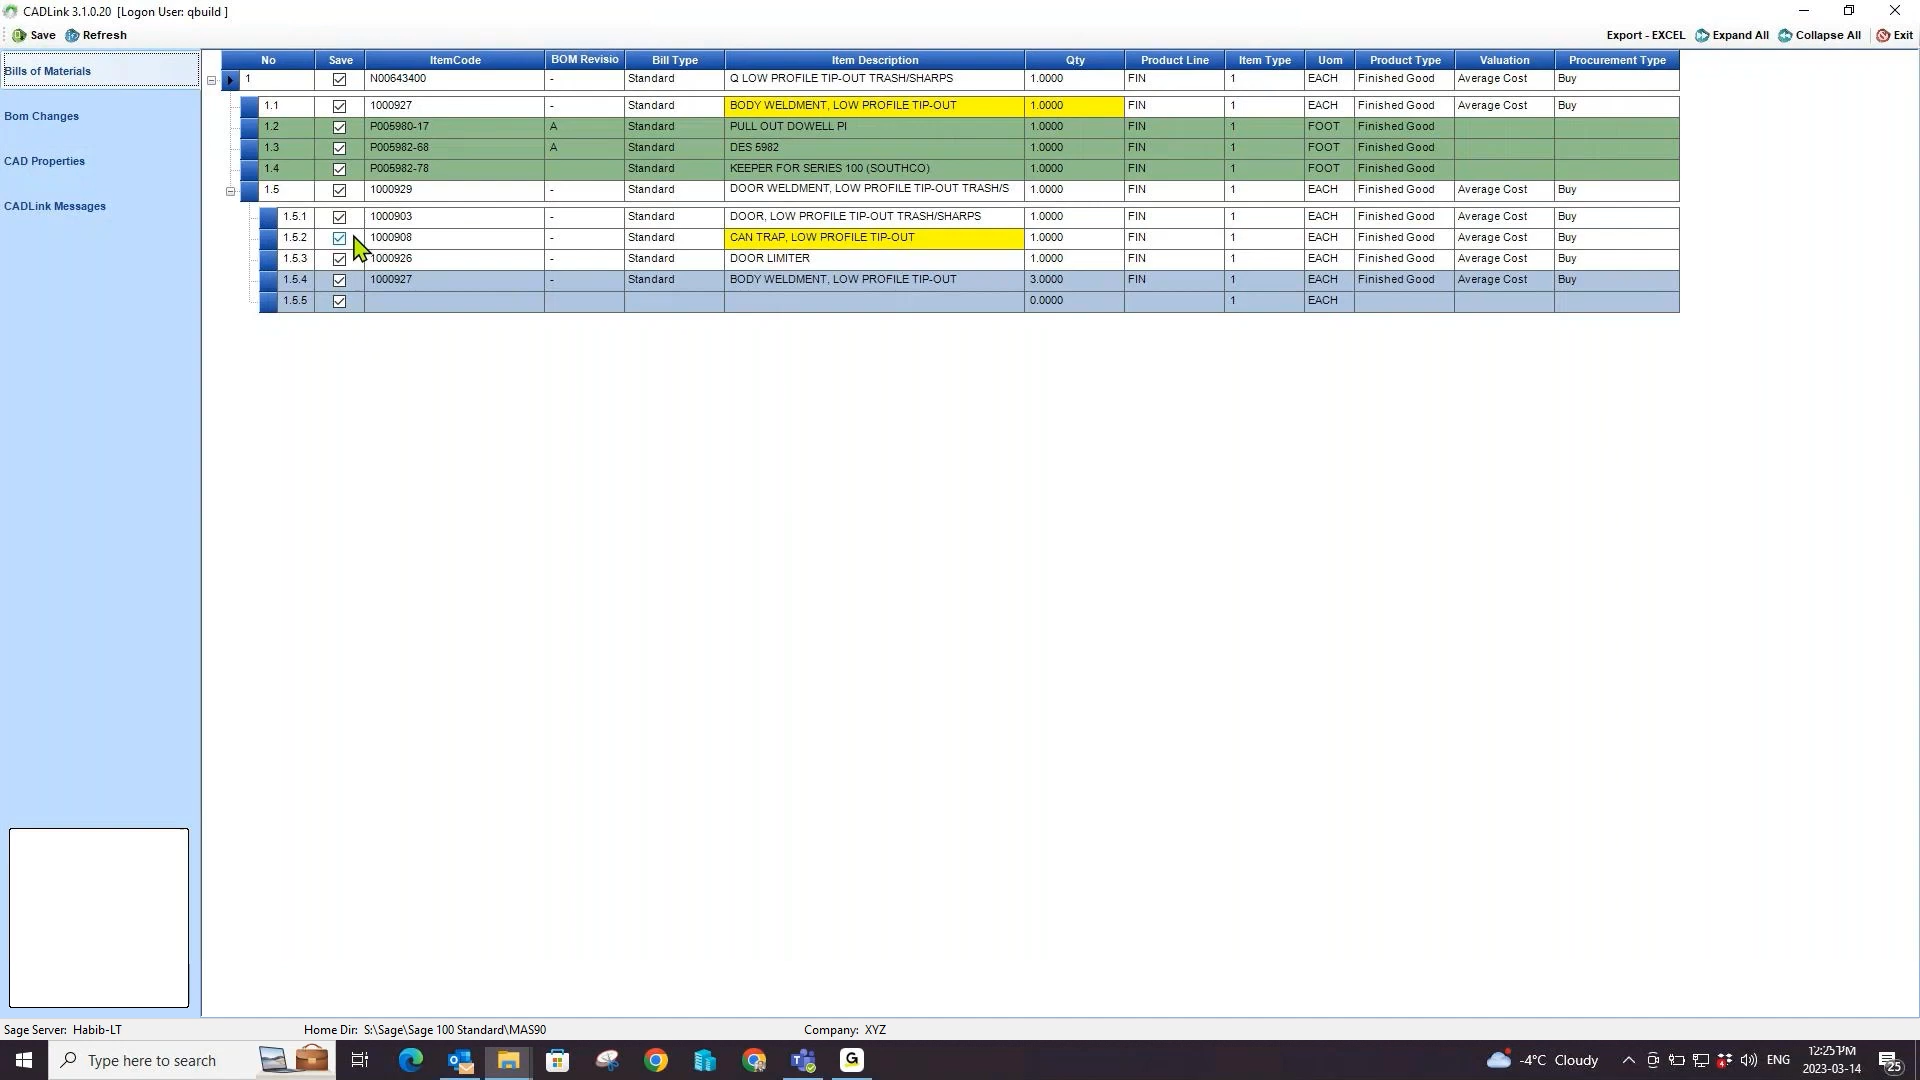 CADLink 3.1.0.20 [Logon User: qbuild ]
Save Refresh Export - EXCEL Expand All Collapse All Exit
Bills of Materials
Bom Changes
CAD Properties
CADLink Messages
No Save ItemCode BOM Revisio Bill Type Item Description Qty Product Line Item Type Uom Product Type Valuation Procurement Type
1 N00643400 - Standard Q LOW PROFILE TIP-OUT TRASH/SHARPS 1.0000 FIN 1 EACH Finished Good Average Cost Buy
1.1 1000927 - Standard BODY WELDMENT, LOW PROFILE TIP-OUT 1.0000 FIN 1 EACH Finished Good Average Cost Buy
1.2 P005980-17 A Standard PULL OUT DOWELL PI 1.0000 FIN 1 FOOT Finished Good
1.3 P005982-68 A Standard DES 5982 1.0000 FIN 1 FOOT Finished Good
1.4 P005982-78 Standard KEEPER FOR SERIES 100 (SOUTHCO) 1.0000 FIN 1 FOOT Finished Good
1.5 1000929 - Standard DOOR WELDMENT, LOW PROFILE TIP-OUT TRASH/S 1.0000 FIN 1 EACH Finished Good Average Cost Buy
1.5.1 1000903 - Standard DOOR, LOW PROFILE TIP-OUT TRASH/SHARPS 1.0000 FIN 1 EACH Finished Good Average Cost Buy
1.5.2 1000908 - Standard CAN TRAP, LOW PROFILE TIP-OUT 1.0000 FIN 1 EACH Finished Good Average Cost Buy
1.5.3 1000926 - Standard DOOR LIMITER 1.0000 FIN 1 EACH Finished Good Average Cost Buy
1.5.4 1000927 - Standard BODY WELDMENT, LOW PROFILE TIP-OUT 3.0000 FIN 1 EACH Finished Good Average Cost Buy
1.5.5 0.0000 1 EACH
Sage Server: Habib-LT Home Dir: S:\Sage\Sage 100 Standard\MAS90 Company: XYZ
Type here to search -4°C Cloudy ENG 12:25 PM
2023-03-14 25